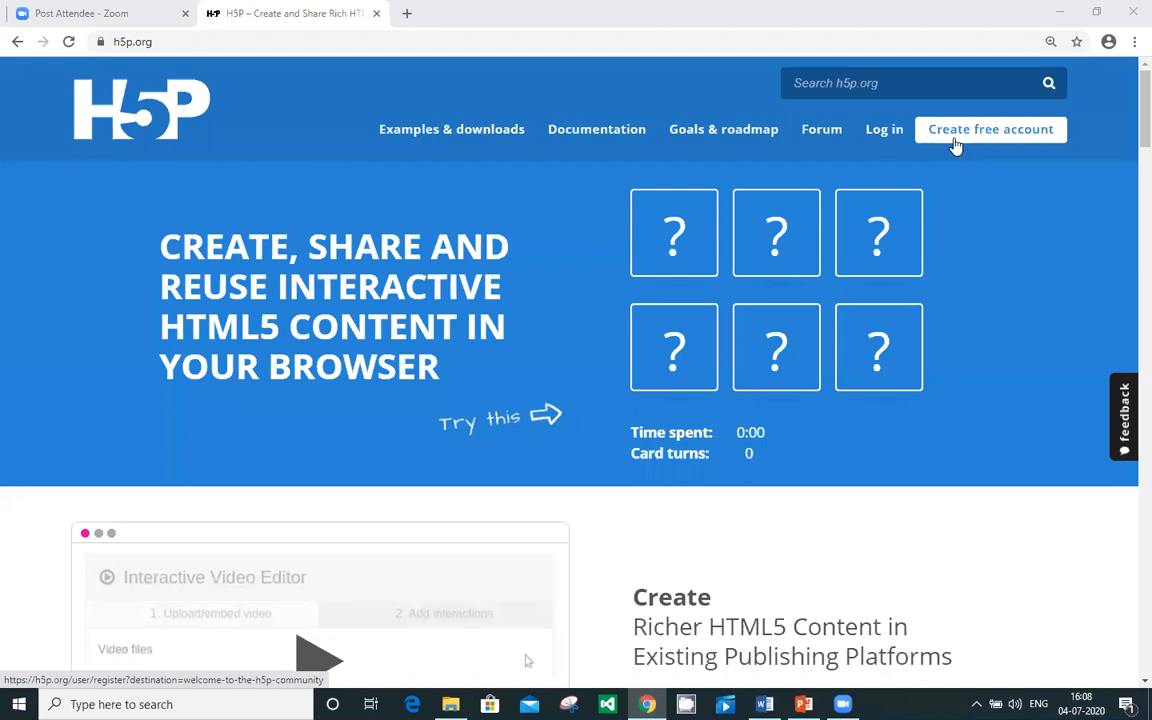 Post Attendee - Zoom
H5P – Create and Share Rich HT
h5p.org
H5P
Search h5p.org
Examples & downloads
Documentation
Goals & roadmap
Forum
Log in
Create free account
CREATE, SHARE AND
REUSE INTERACTIVE
HTML5 CONTENT IN
YOUR BROWSER
Try this
? ? ?
? ? ?
Time spent: 0:00
Card turns: 0
feedback
Interactive Video Editor
1. Upload/embed video
2. Add interactions
Video files
Create
Richer HTML5 Content in
Existing Publishing Platforms
https://h5p.org/user/register?destination=welcome-to-the-h5p-community
Type here to search
ENG
16:08
04-07-2020